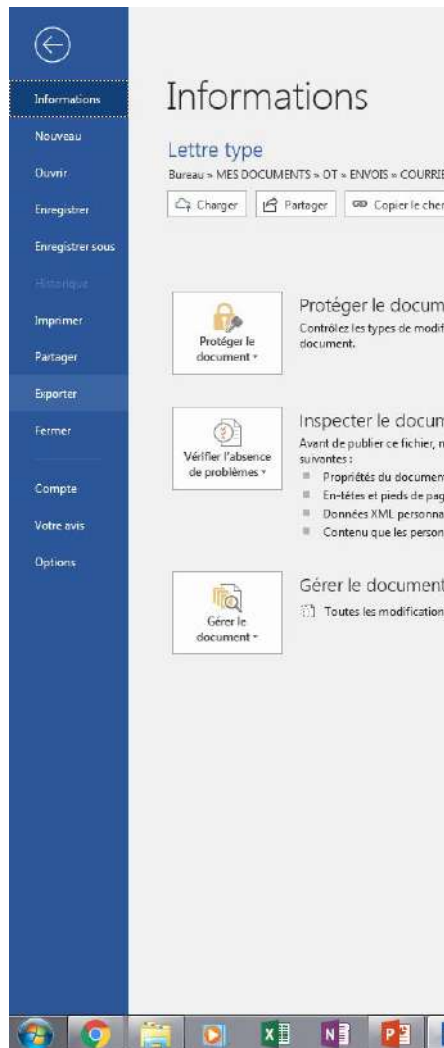 Informations
Nouveau
Ouvrir
Enregistrer
Enregistrer sous
Historique
Imprimer
Partager
Exporter
Fermer
Compte
Votre avis
Options
Informations
Lettre type
Bureau » MES DOCUMENTS » OT » ENVOIS » COURRIE
Charger
Partager
Copier le cher
Protéger le
document
Protéger le docum
Contrôlez les types de modif
document.
Vérifier l'absence
de problèmes
Inspecter le docum
Avant de publier ce fichier, n
suivantes :
Propriétés du document
En-têtes et pieds de pag
Données XML personna
Contenu que les person
Gérer le
document
Gérer le document
Toutes les modification